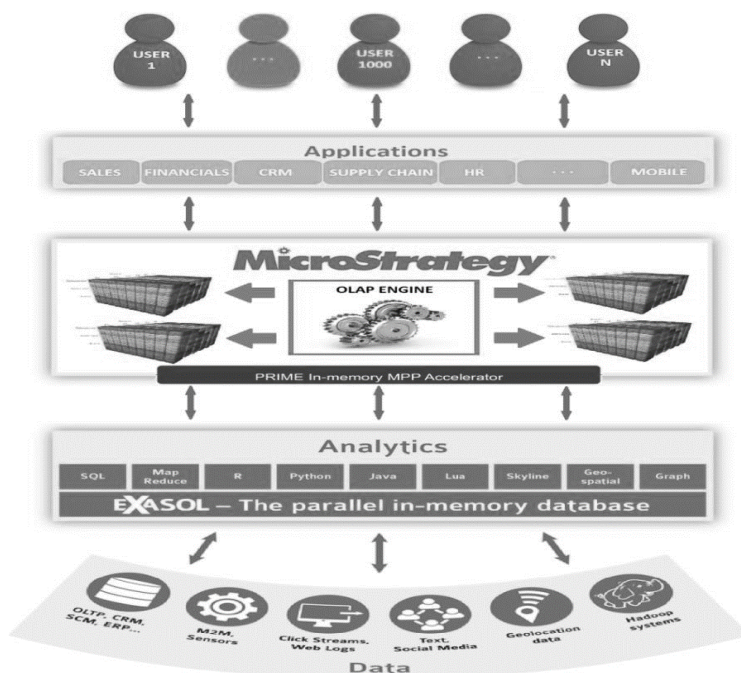 USER 1
...
USER 1000
...
USER N
Applications
SALES FINANCIALS CRM SUPPLY CHAIN HR ... MOBILE
MicroStrategy
OLAP ENGINE
PRIME In-memory MPP Accelerator
Analytics
SQL Map Reduce R Python Java Lua Skyline Geo-spatial Graph
EXASOL – The parallel in-memory database
OLTP, CRM, SCM, ERP...
M2M, Sensors
Click Streams, Web Logs
Text, Social Media
Geolocation data
Hadoop systems
Data